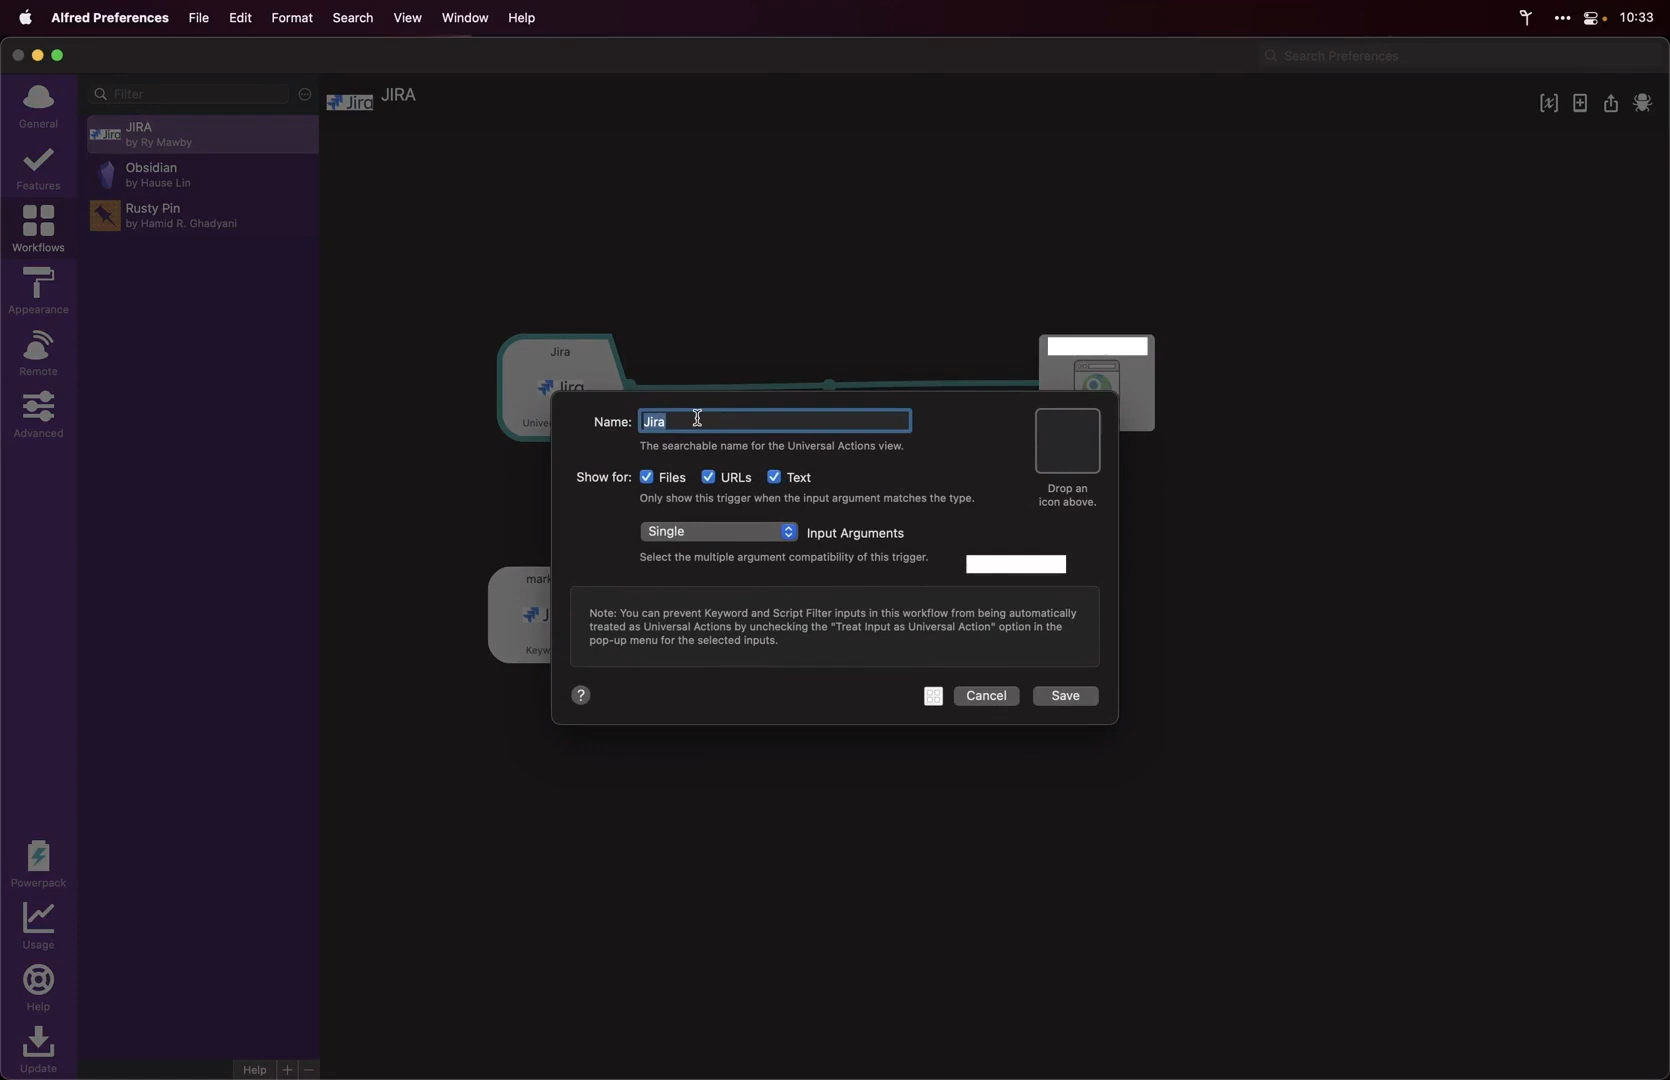 Alfred Preferences File Edit Format Search View Window Help
10:33
Search Preferences
General
Features
Workflows
Appearance
Remote
Advanced
Powerpack
Usage
Help
Update
Filter
JIRA
by Ry Mawby
Obsidian
by Hause Lin
Rusty Pin
by Hamid R. Ghadyani
Help + −
Jira
JIRA
Jira
Jira
Name: Jira
The searchable name for the Universal Actions view.
Show for: Files URLs Text
Only show this trigger when the input argument matches the type.
Drop an
icon above.
Single Input Arguments
Select the multiple argument compatibility of this trigger.
Note: You can prevent Keyword and Script Filter inputs in this workflow from being automatically
treated as Universal Actions by unchecking the "Treat Input as Universal Action" option in the
pop-up menu for the selected inputs.
? Cancel Save